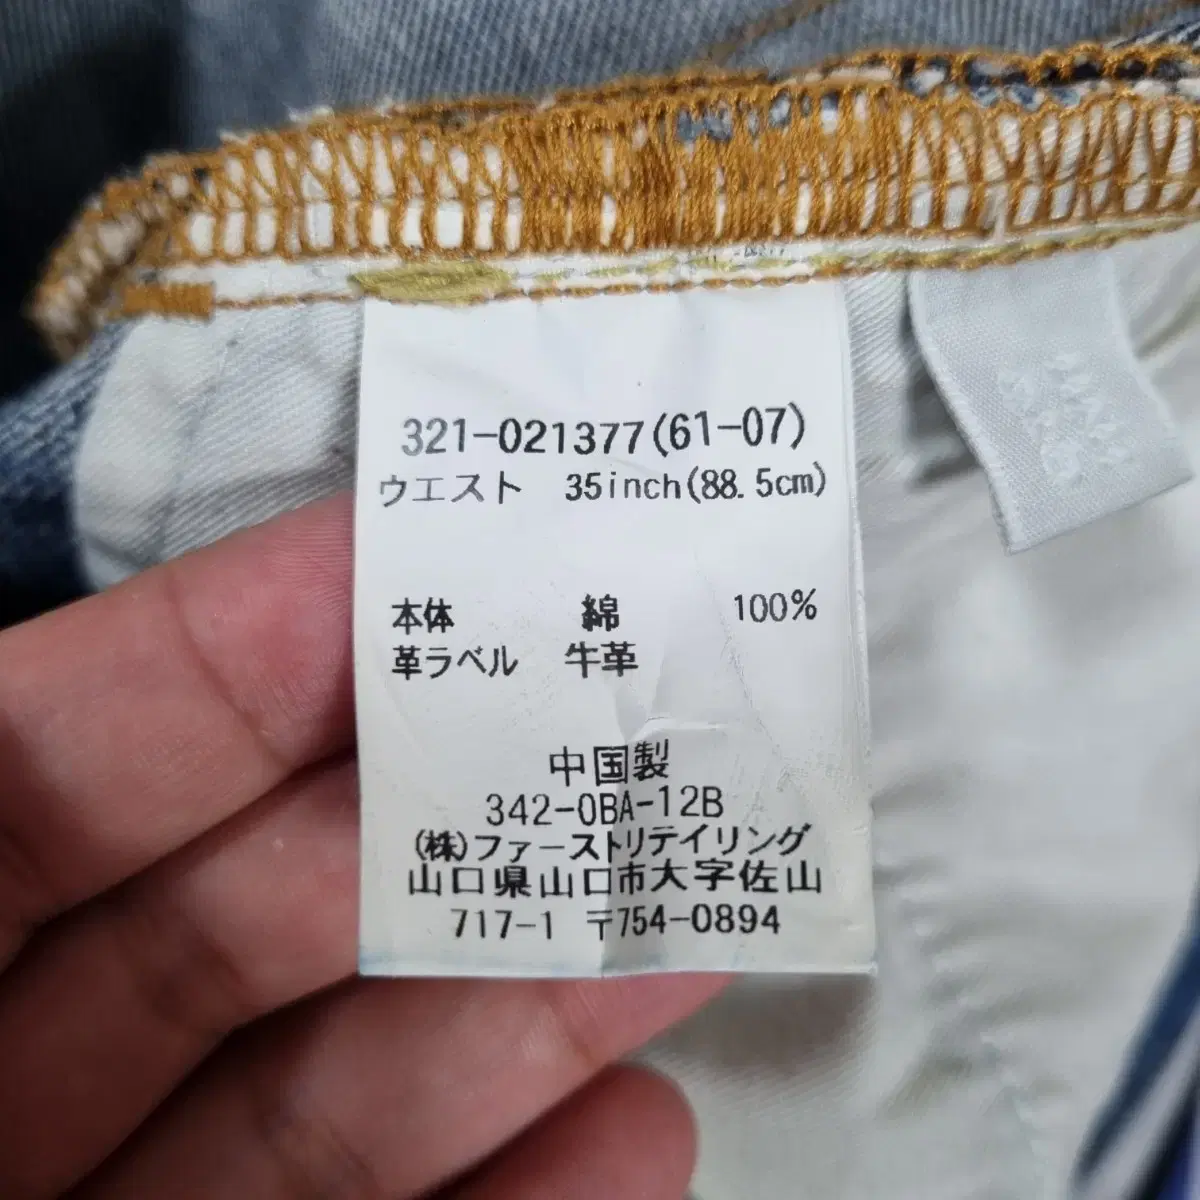 321-021377(61-07)
ウエスト 35inch(88.5cm)
本体 綿 100%
革ラベル 牛革
中国製
342-0BA-12B
(株)ファーストリテイリング
山口県山口市大字佐山
717-1 〒754-0894